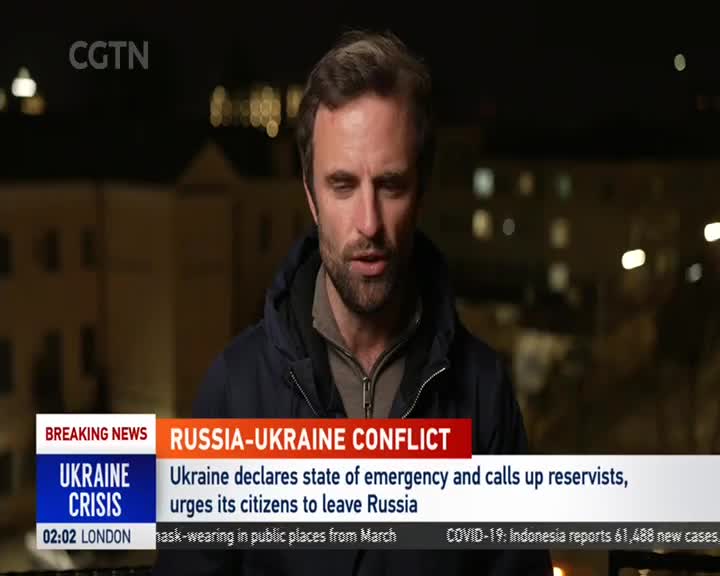 CGTN
BREAKING NEWS
RUSSIA-UKRAINE CONFLICT
UKRAINE
CRISIS
Ukraine declares state of emergency and calls up reservists,
urges its citizens to leave Russia
02:02 LONDON
mask-wearing in public places from March COVID-19: Indonesia reports 61,488 new cases,